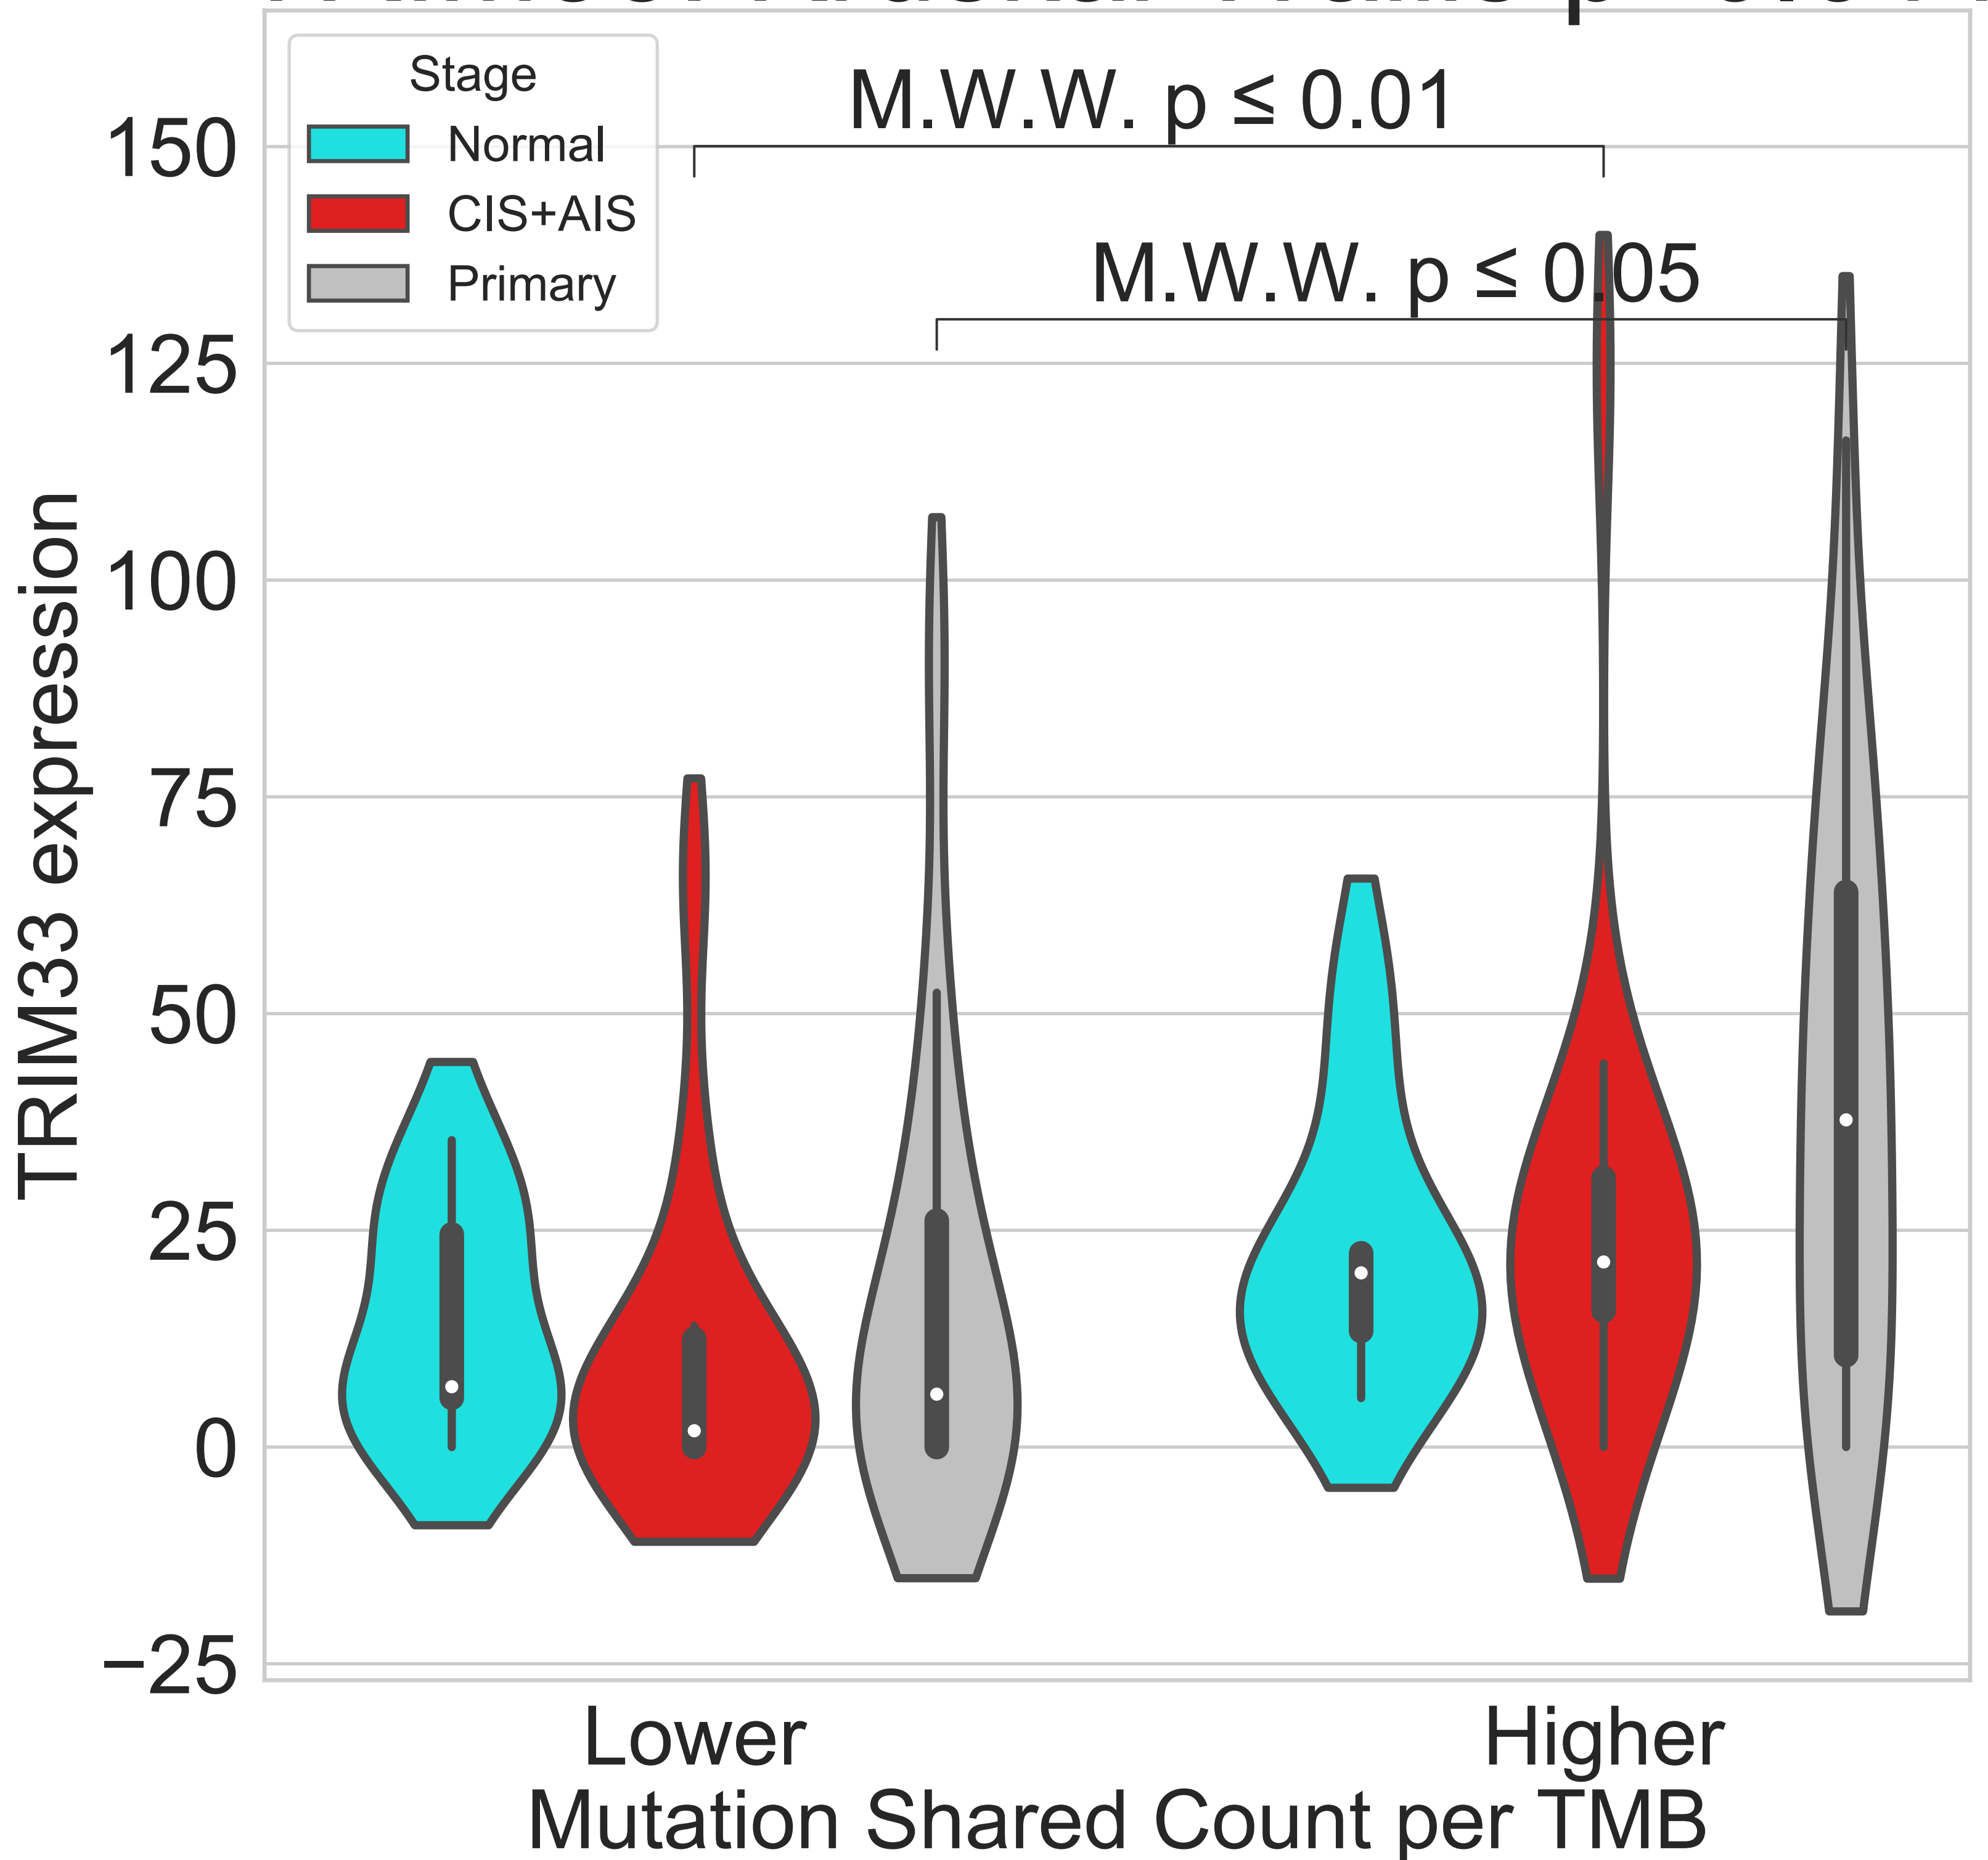 Stage
Normal
CIS+AIS
Primary
M.W.W. p ≤ 0.01
M.W.W. p ≤ 0.05
150
125
100
75
50
25
0
−25
TRIM33 expression
Lower
Higher
Mutation Shared Count per TMB